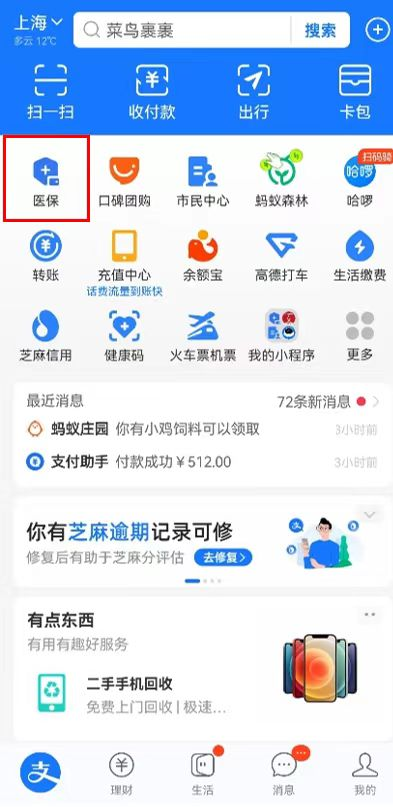 上海
多云 12℃
菜鸟裹裹
搜索
扫一扫
收付款
出行
卡包
医保
口碑团购
市民中心
蚂蚁森林
扫码骑
哈啰
哈啰
转账
充值中心
话费流量到账快
余额宝
高德打车
生活缴费
芝麻信用
健康码
火车票机票
我的小程序
更多
最近消息
72条新消息
蚂蚁庄园 你有小鸡饲料可以领取
3小时前
支付助手 付款成功￥512.00
3小时前
你有芝麻逾期记录可修
修复后有助于芝麻分评估
去修复
有点东西
有用有趣好服务
二手手机回收
免费上门回收 | 极速...
支
理财
生活
消息
我的